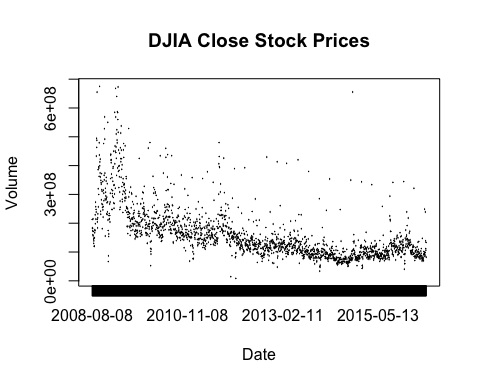 DJIA Close Stock Prices
Volume
6e+08
3e+08
0e+00
2008-08-08 2010-11-08 2013-02-11 2015-05-13
Date